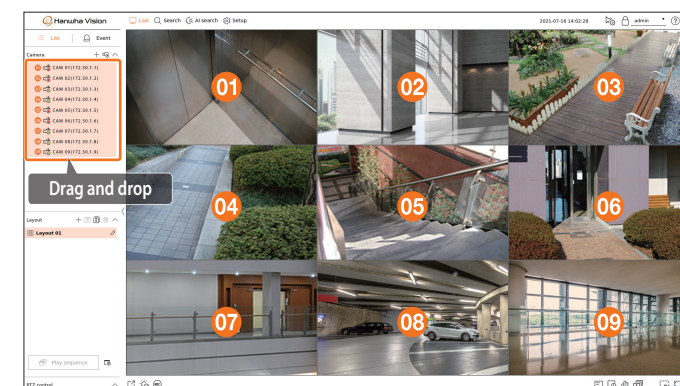 Hanwha Vision
Live
Search
AI search
Setup
2021-07-16 14:02:28
admin
List
Event
Camera
CAM 01(172.30.1.1)
CAM 02(172.30.1.2)
CAM 03(172.30.1.3)
CAM 04(172.30.1.4)
CAM 05(172.30.1.5)
CAM 06(172.30.1.6)
CAM 07(172.30.1.7)
CAM 08(172.30.1.8)
CAM 09(172.30.1.9)
Drag and drop
Layout
Layout 01
Play sequence
PTZ control
01
02
03
04
05
06
07
08
09